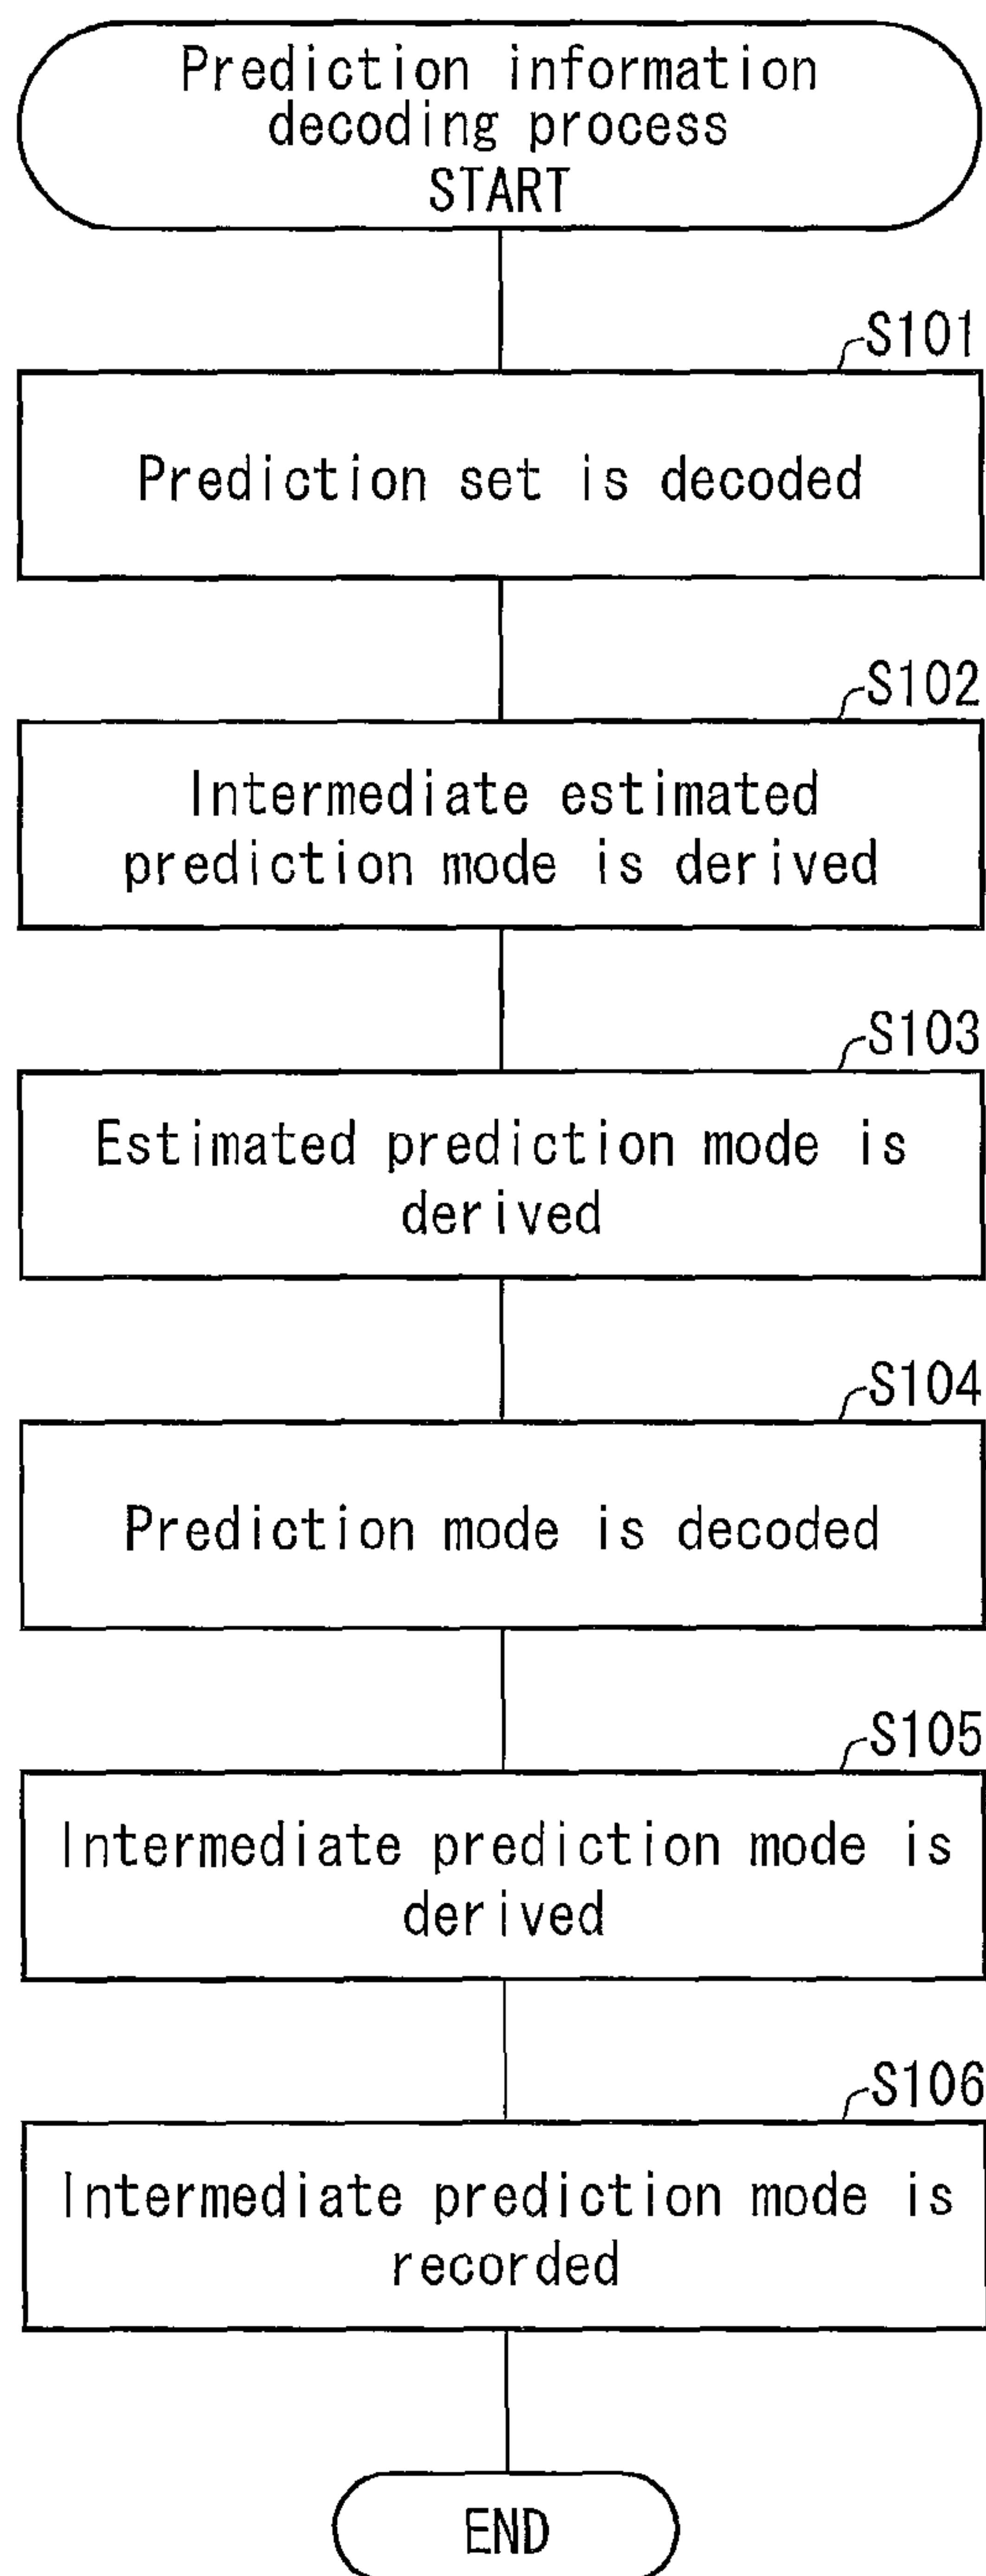 Prediction information
decoding process
START
S101
Prediction set is decoded
S102
Intermediate estimated
prediction mode is derived
S103
Estimated prediction mode is
derived
S104
Prediction mode is decoded
S105
Intermediate prediction mode is
derived
S106
Intermediate prediction mode is
recorded
END